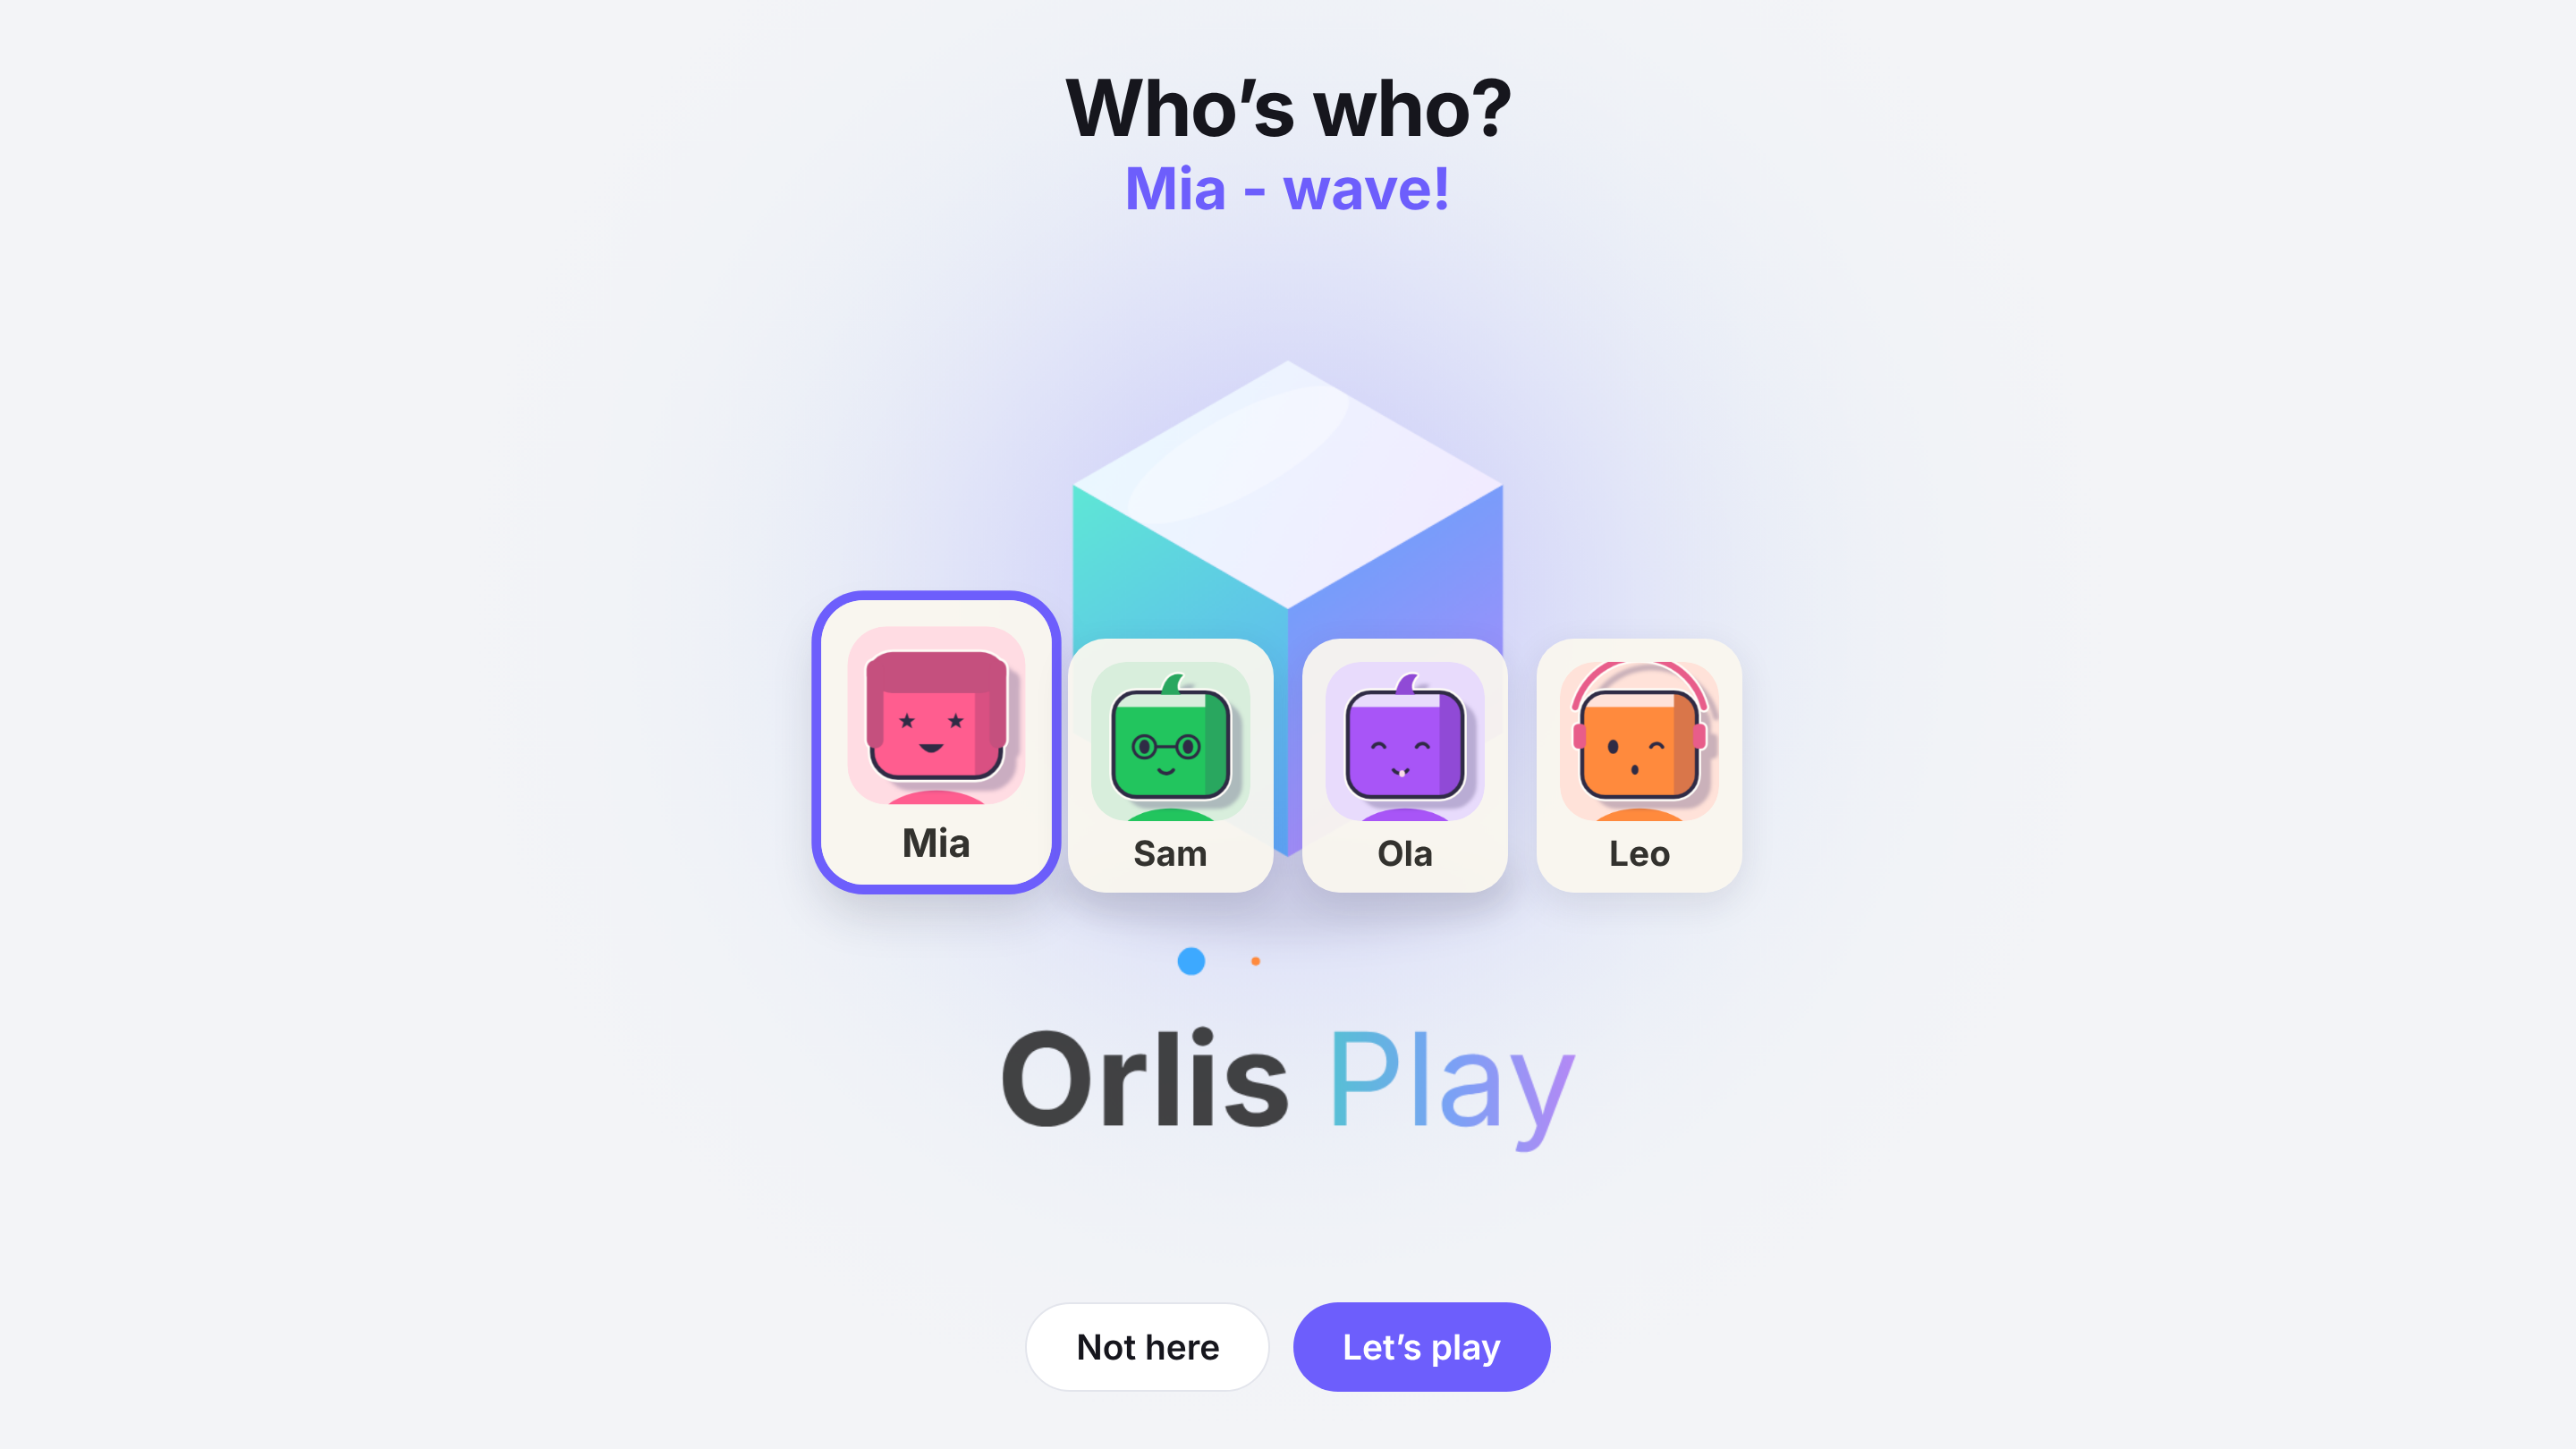 Who’s who?
Mia - wave!
Mia
Sam
Ola
Leo
Orlis Play
Not here
Let’s play